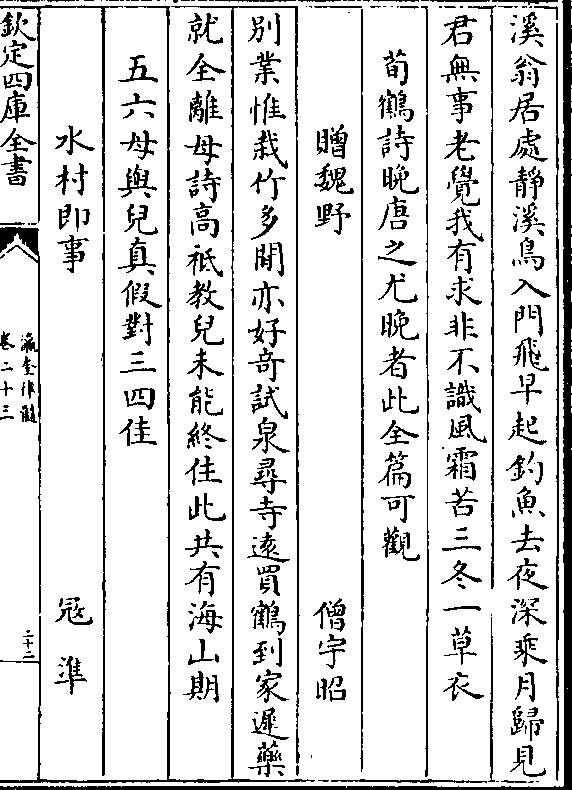 溪翁居處靜溪鳥入門飛早起釣魚去夜深乘月歸見
君無事老覺我有求非不識風霜苦三冬一草衣
荀鶴詩晚唐之尤晚者此全篇可觀
贈魏野 僧宇昭
別業惟栽竹多閒亦好奇試泉尋寺遠買鶴到家遲藥
就全離母詩高祗教兒未能終住此共有海山期
五六母與兒真假對三四佳
水村即事 冦凖
欽定四庫全書
瀛奎律髓
卷二十三
二十二